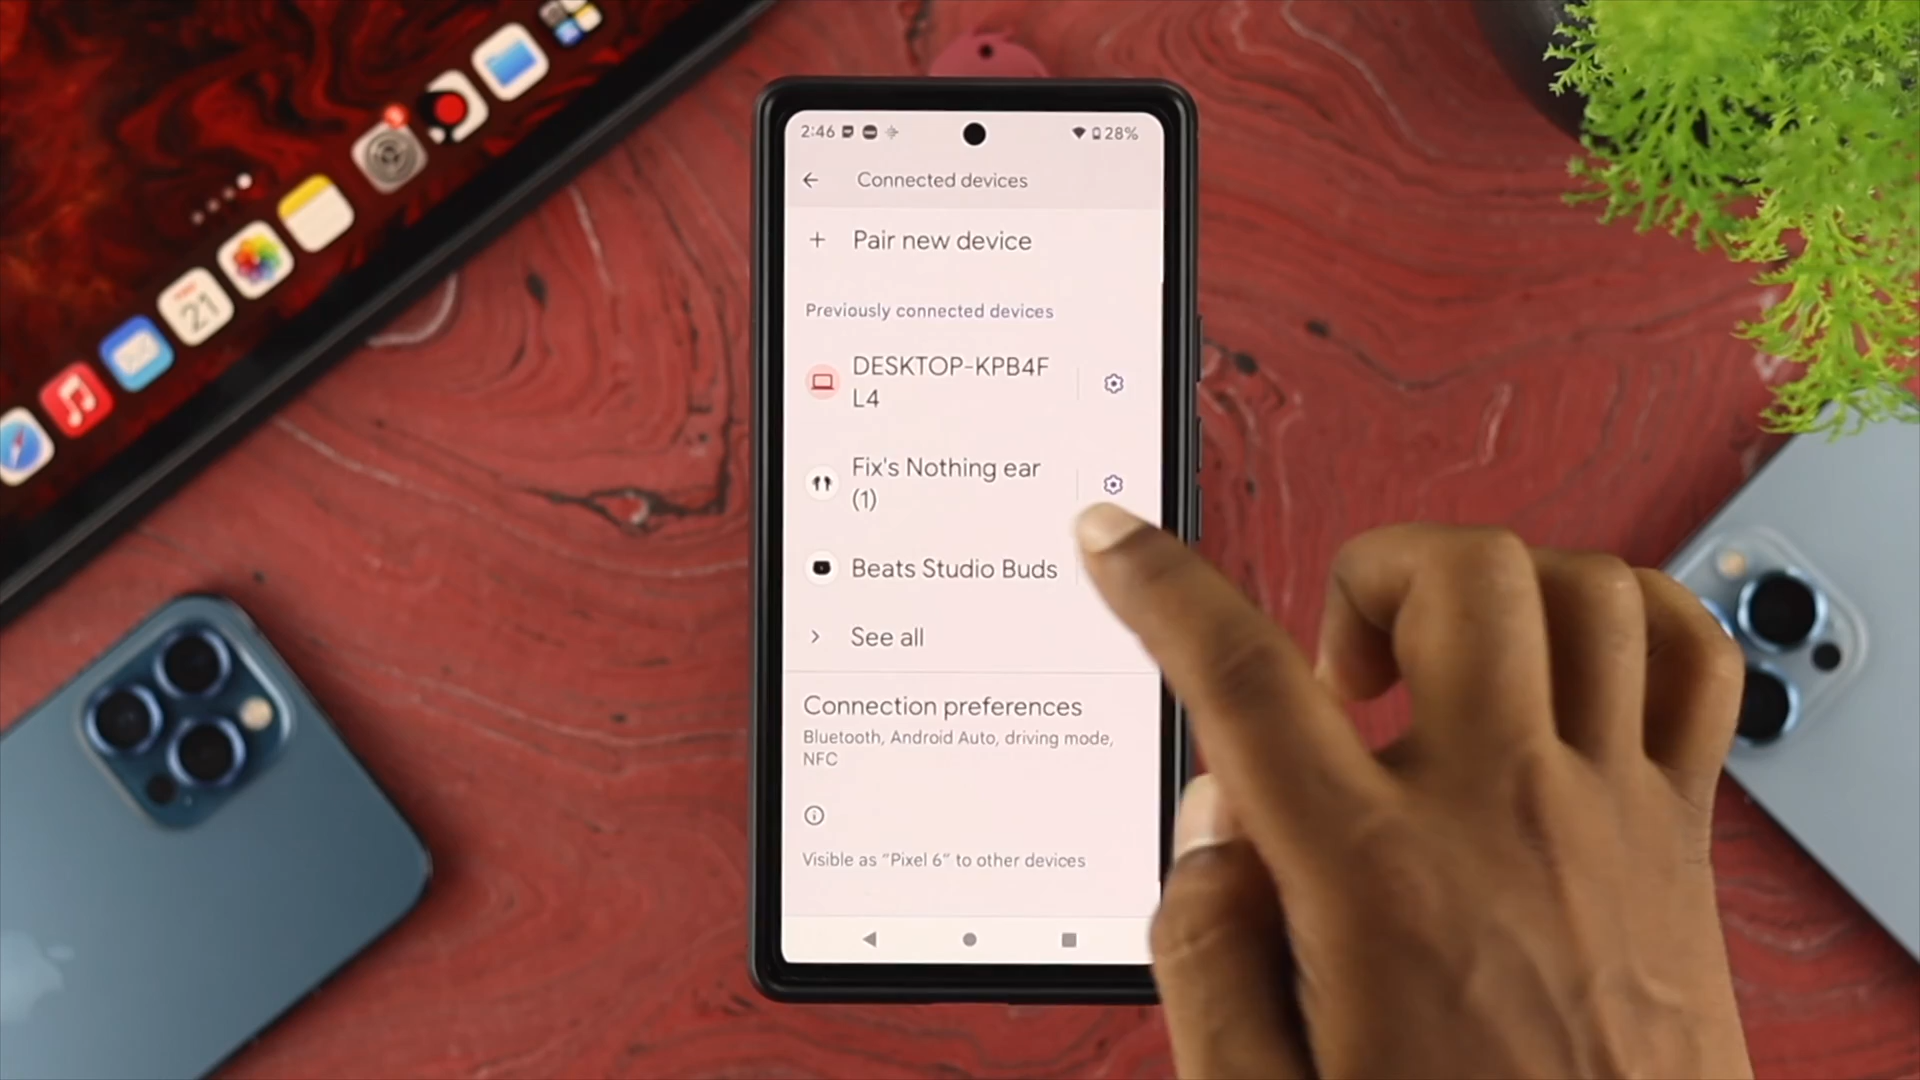 2:46
28%
Connected devices
Pair new device
Previously connected devices
DESKTOP-KPB4F
L4
Fix's Nothing ear
(1)
Beats Studio Buds
See all
Connection preferences
Bluetooth, Android Auto, driving mode,
NFC
Visible as "Pixel 6" to other devices
21